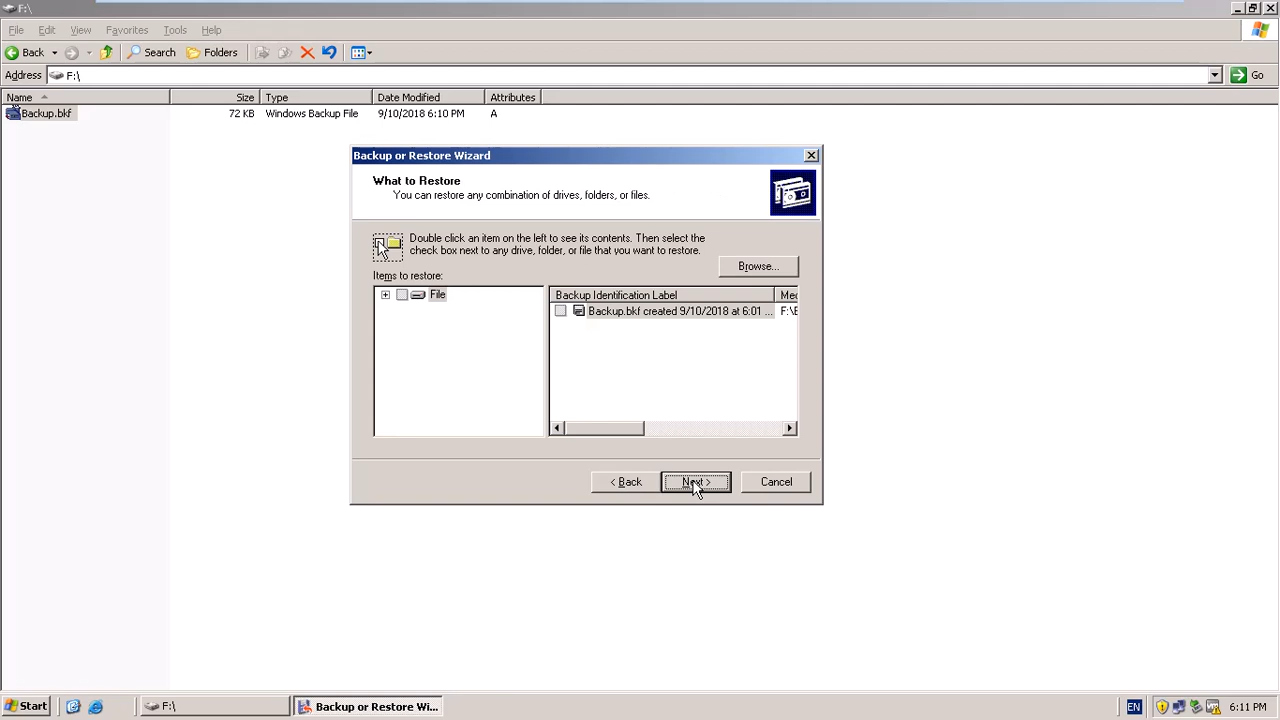 F:\
File Edit View Favorites Tools Help
Back Search Folders
Address F:\ Go
Name Size Type Date Modified Attributes
Backup.bkf 72 KB Windows Backup File 9/10/2018 6:10 PM A
Backup or Restore Wizard
What to Restore
You can restore any combination of drives, folders, or files.
Double click an item on the left to see its contents. Then select the
check box next to any drive, folder, or file that you want to restore.
Browse...
Items to restore:
File
Backup Identification Label
Backup.bkf created 9/10/2018 at 6:01 ... F:\
< Back Next > Cancel
Start F:\ Backup or Restore Wi... EN 6:11 PM